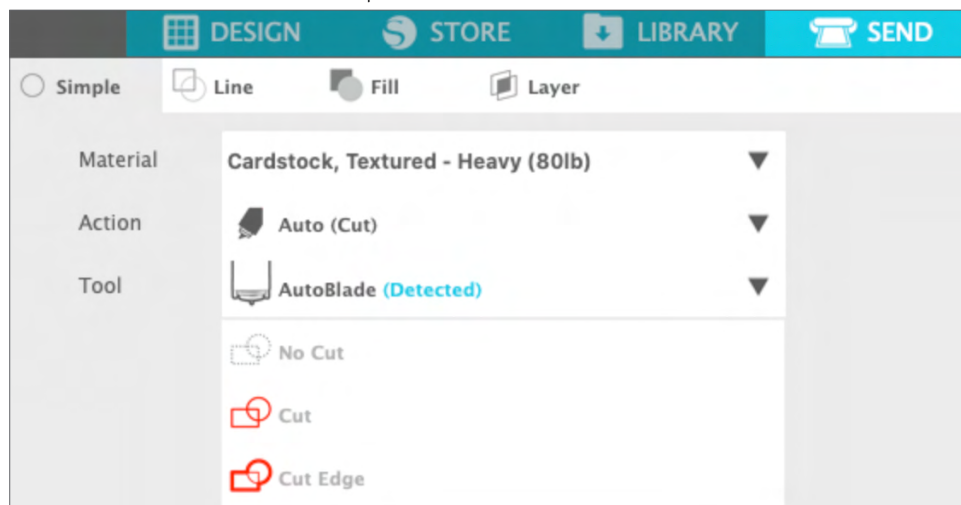 DESIGN STORE LIBRARY SEND
Simple Line Fill Layer
Material Cardstock, Textured - Heavy (80lb)
Action Auto (Cut)
Tool AutoBlade (Detected)
No Cut
Cut
Cut Edge